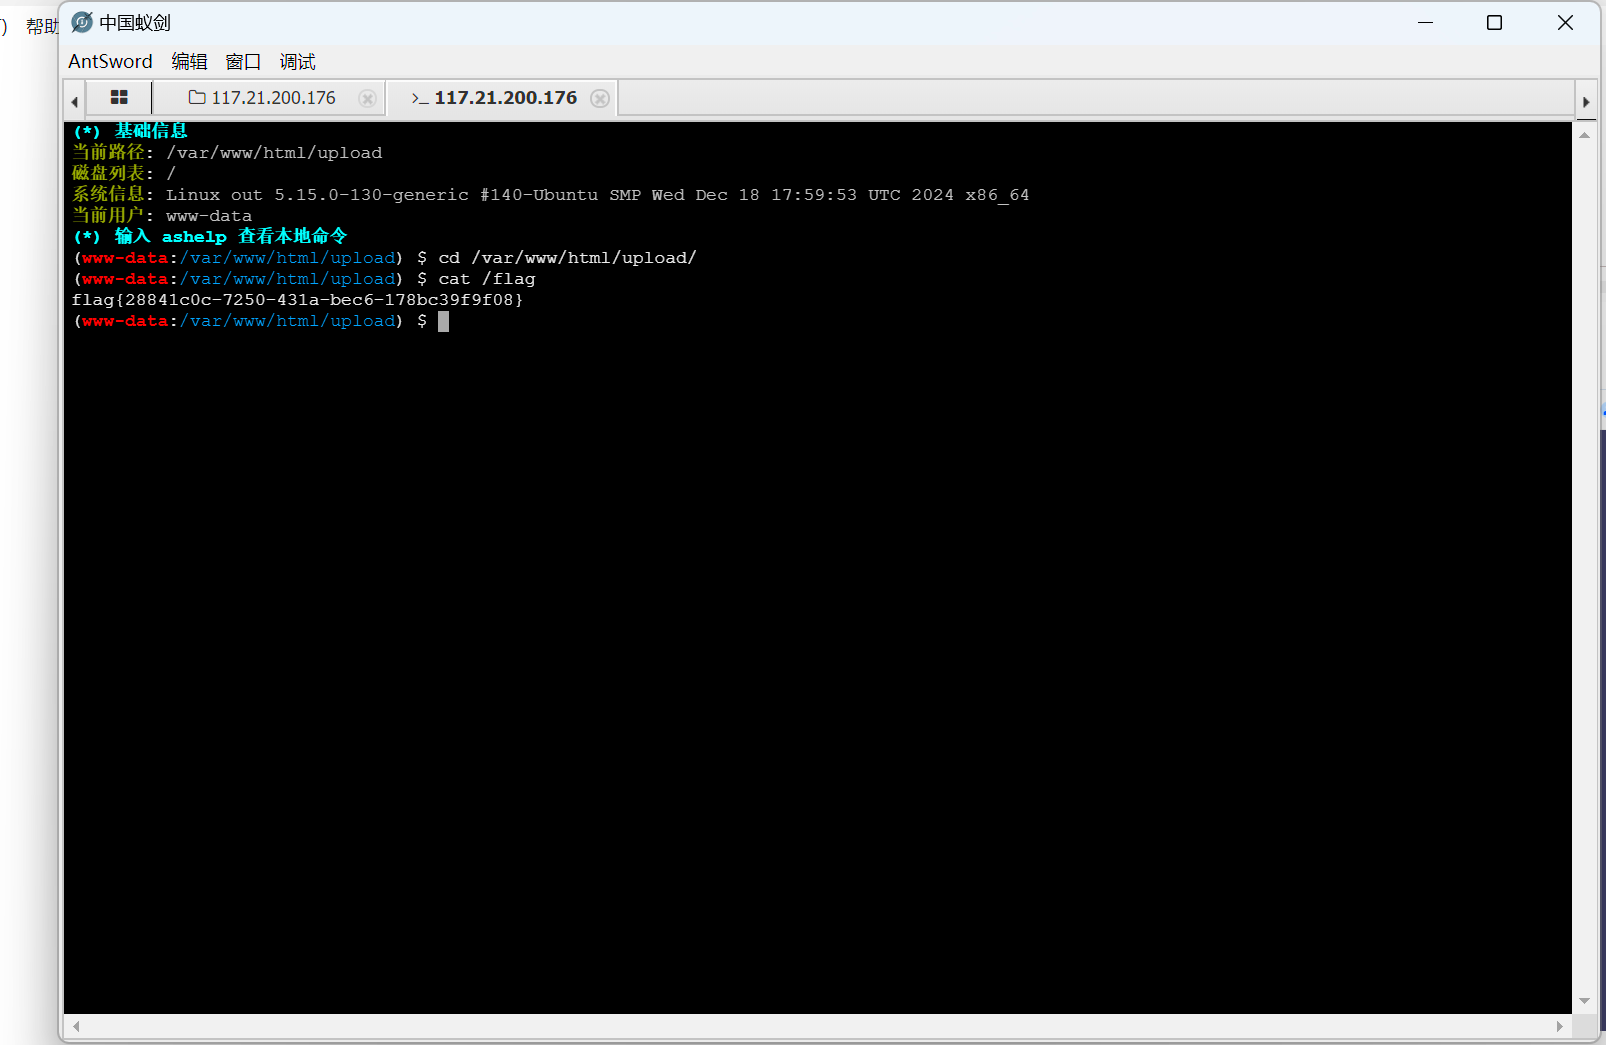 ) 帮助
中国蚁剑
AntSword 编辑 窗口 调试
117.21.200.176 >_ 117.21.200.176
(*) 基础信息
当前路径: /var/www/html/upload
磁盘列表: /
系统信息: Linux out 5.15.0-130-generic #140-Ubuntu SMP Wed Dec 18 17:59:53 UTC 2024 x86_64
当前用户: www-data
(*) 输入 ashelp 查看本地命令
(www-data:/var/www/html/upload) $ cd /var/www/html/upload/
(www-data:/var/www/html/upload) $ cat /flag
flag{28841c0c-7250-431a-bec6-178bc39f9f08}
(www-data:/var/www/html/upload) $